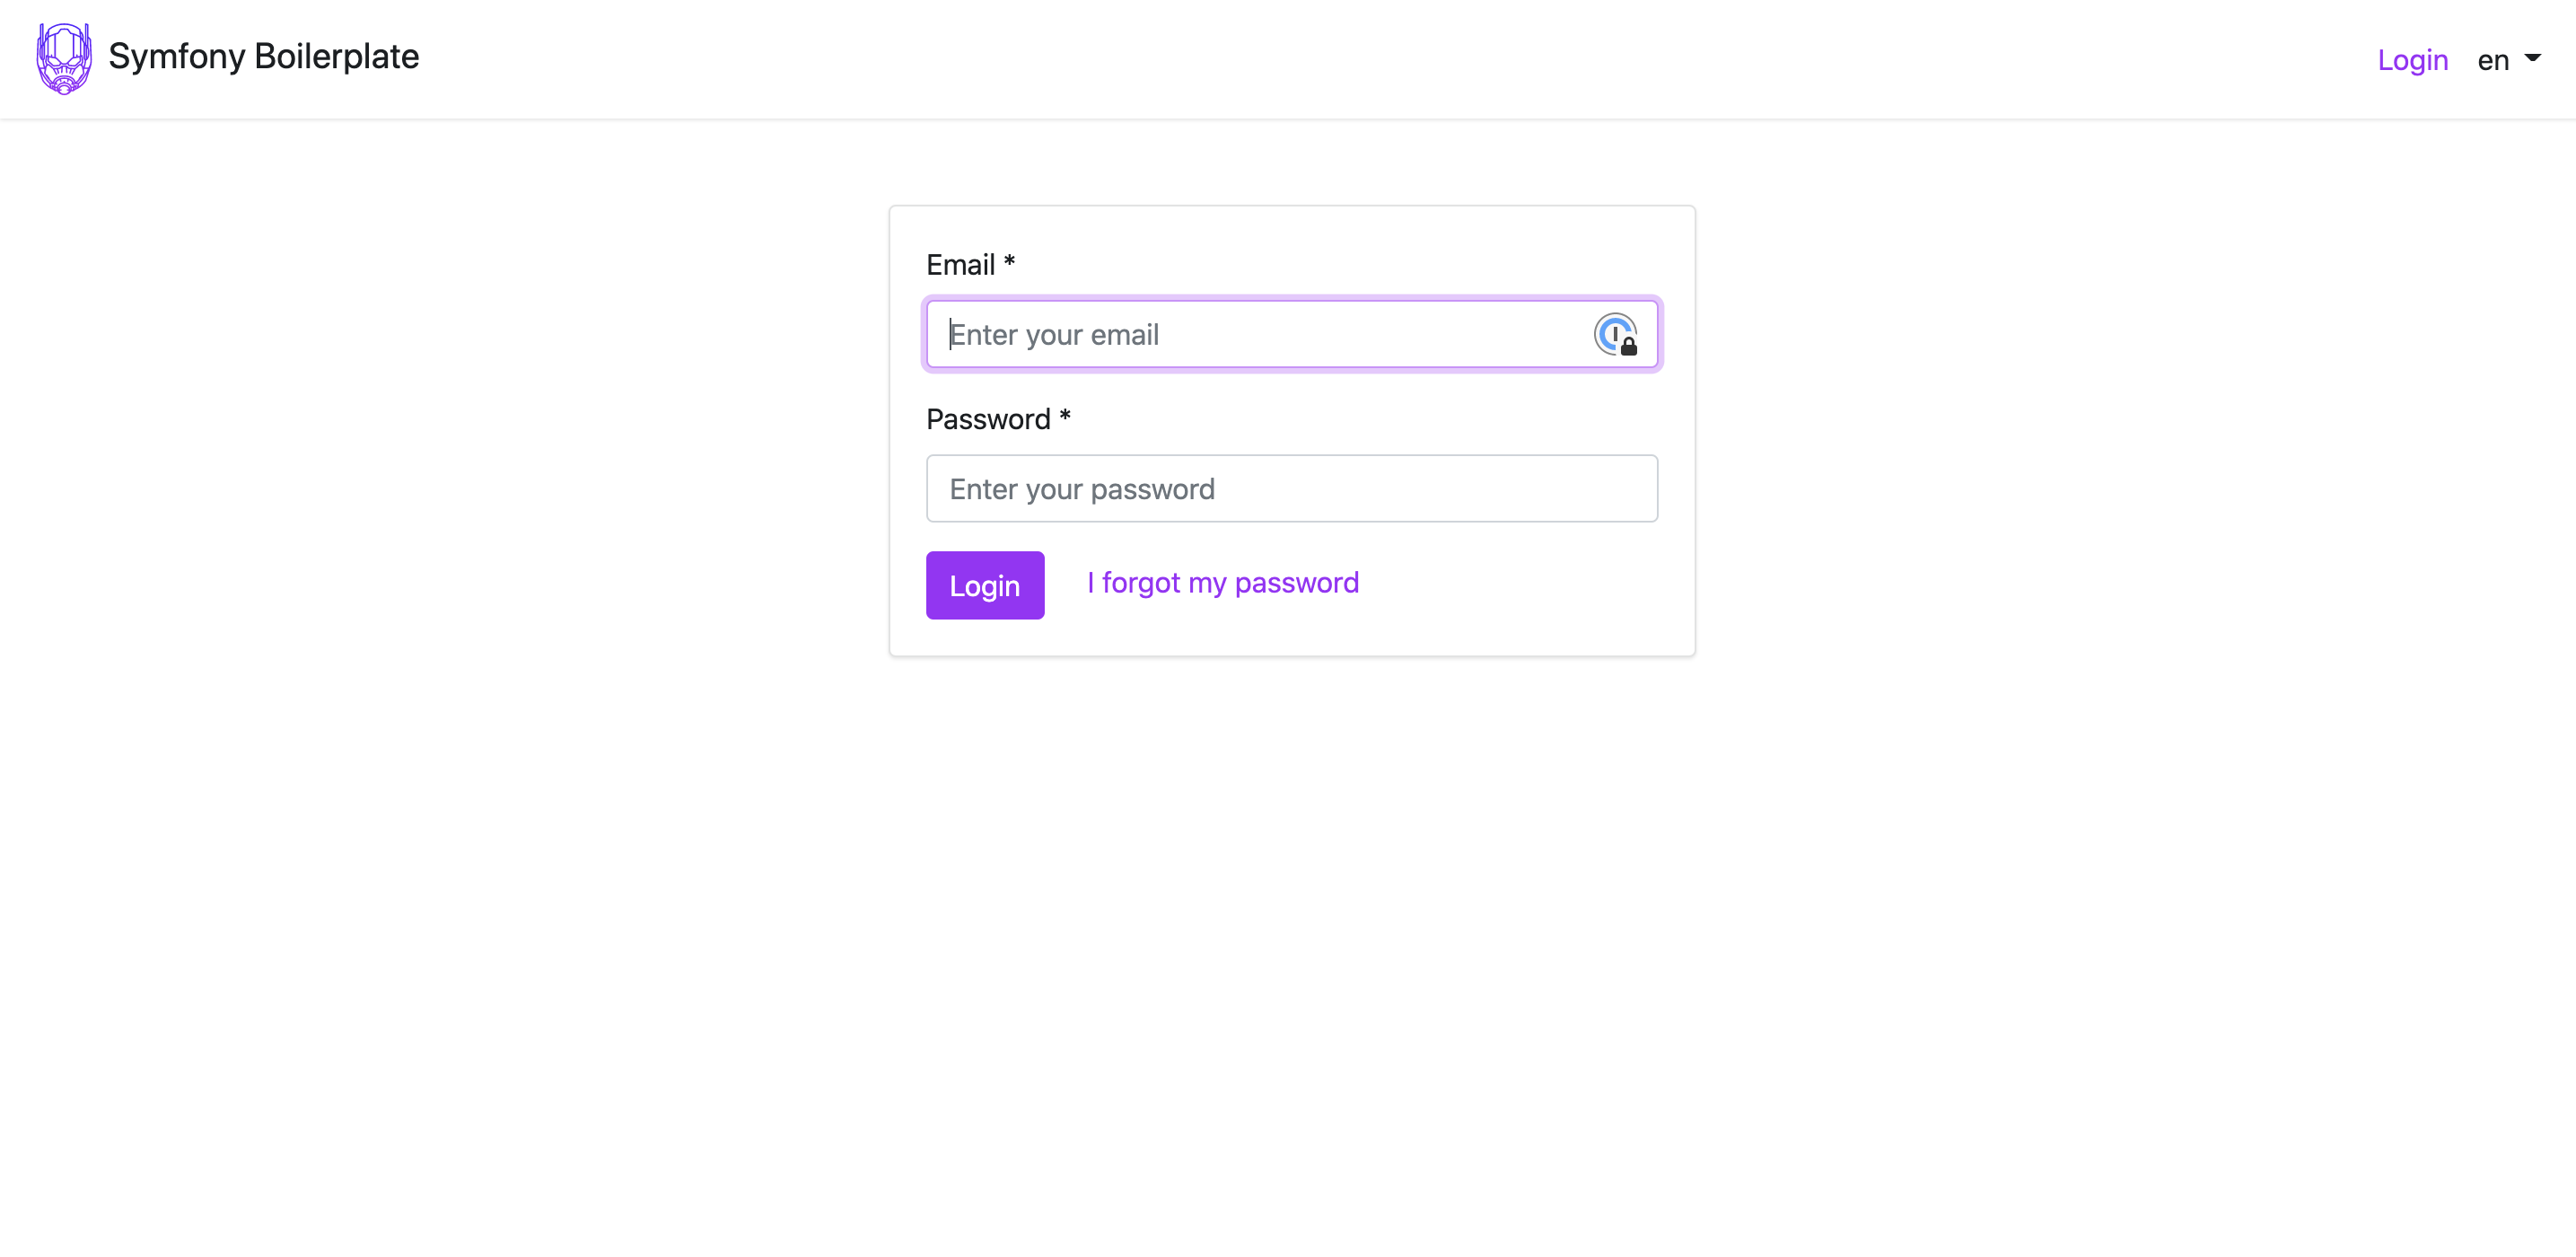 Symfony Boilerplate
Login en
Email *
Enter your email
Password *
Enter your password
Login I forgot my password